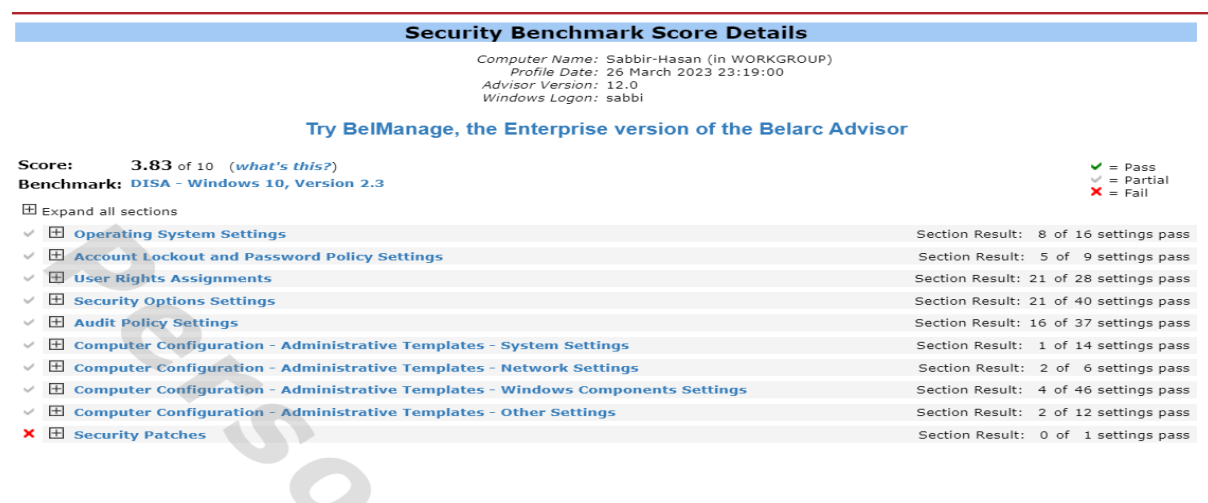 Security Benchmark Score Details
Computer Name: Sabbir-Hasan (in WORKGROUP)
Profile Date: 26 March 2023 23:19:00
Advisor Version: 12.0
Windows Logon: sabbi
Try BelManage, the Enterprise version of the Belarc Advisor
Score: 3.83 of 10 (what's this?)
Benchmark: DISA - Windows 10, Version 2.3
= Pass
= Partial
= Fail
Expand all sections
Operating System Settings Section Result: 8 of 16 settings pass
Account Lockout and Password Policy Settings Section Result: 5 of 9 settings pass
User Rights Assignments Section Result: 21 of 28 settings pass
Security Options Settings Section Result: 21 of 40 settings pass
Audit Policy Settings Section Result: 16 of 37 settings pass
Computer Configuration - Administrative Templates - System Settings Section Result: 1 of 14 settings pass
Computer Configuration - Administrative Templates - Network Settings Section Result: 2 of 6 settings pass
Computer Configuration - Administrative Templates - Windows Components Settings Section Result: 4 of 46 settings pass
Computer Configuration - Administrative Templates - Other Settings Section Result: 2 of 12 settings pass
Security Patches Section Result: 0 of 1 settings pass
Perso